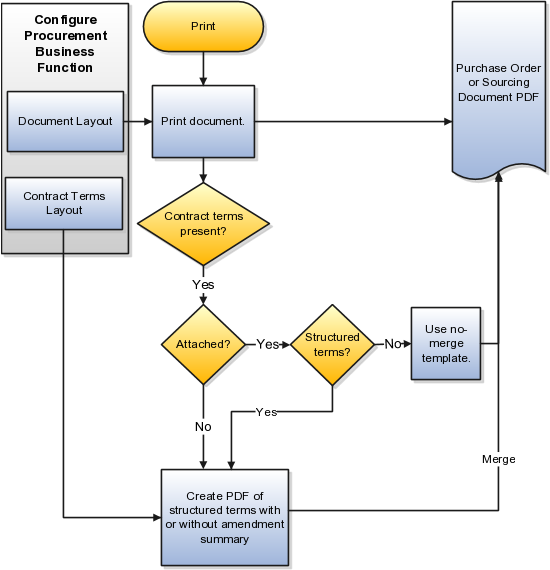 Configure
Procurement
Business
Function
Print
Purchase Order
or Sourcing
Document PDF
Document Layout
Print document.
Contract Terms
Layout
Contract terms
present?
Yes
Attached?
Yes
Structured
terms?
No
Use no-
merge
template.
Yes
No
Merge
Create PDF of
structured terms with
or without amendment
summary